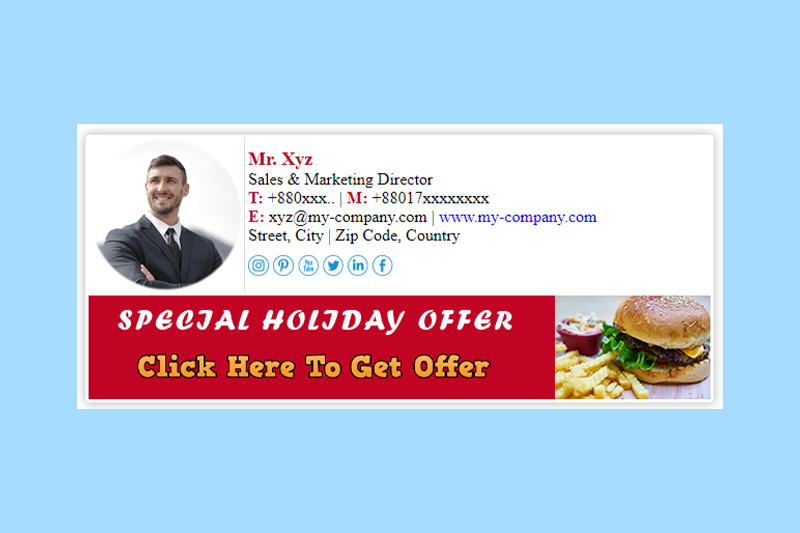 Mr. Xyz
Sales & Marketing Director
T: +880xxx.. | M: +88017xxxxxxxx
E: xyz@my-company.com | www.my-company.com
Street, City | Zip Code, Country
SPECIAL HOLIDAY OFFER
Click Here To Get Offer